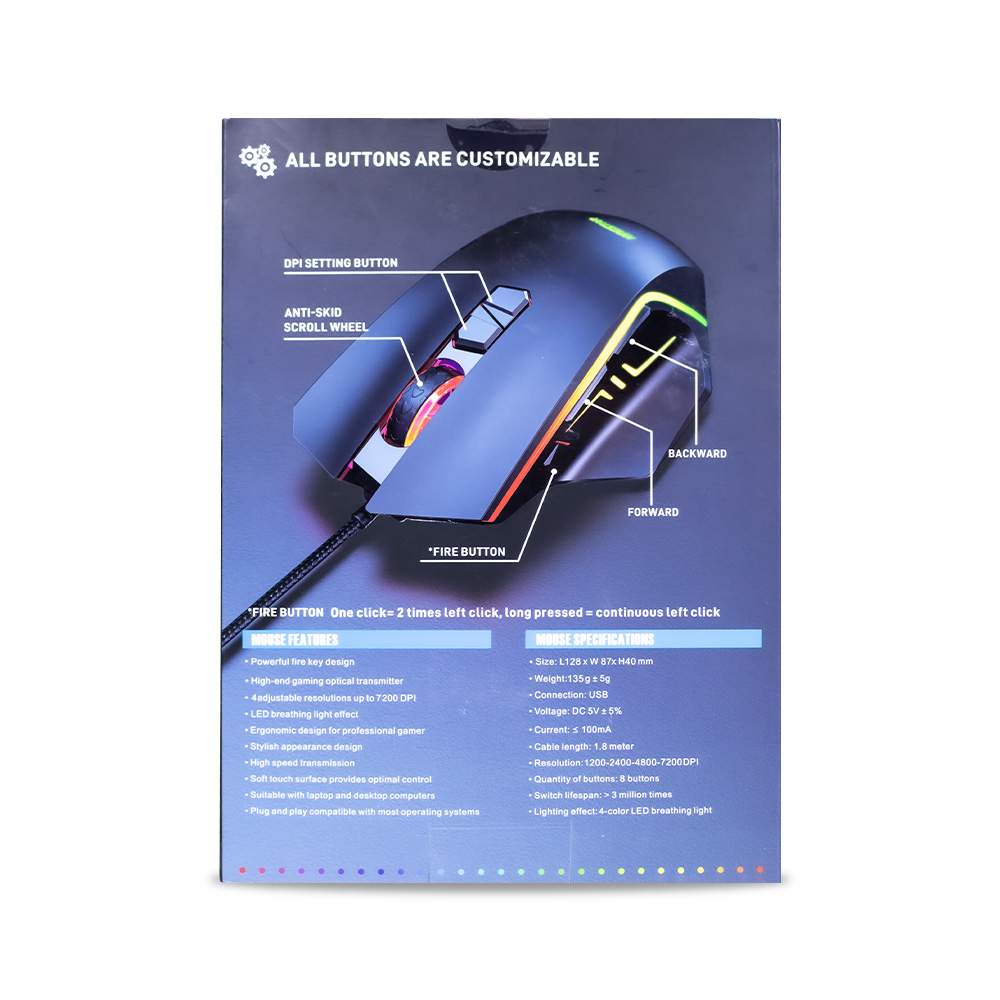 ALL BUTTONS ARE CUSTOMIZABLE
DPI SETTING BUTTON
ANTI-SKID
SCROLL WHEEL
BACKWARD
FORWARD
*FIRE BUTTON
*FIRE BUTTON One click= 2 times left click, long pressed = continuous left click
MOUSE FEATURES
• Powerful fire key design
• High-end gaming optical transmitter
• 4adjustable resolutions up to 7200 DPI
• LED breathing light effect
• Ergonomic design for professional gamer
• Stylish appearance design
• High speed transmission
• Soft touch surface provides optimal control
• Suitable with laptop and desktop computers
• Plug and play compatible with most operating systems
MOUSE SPECIFICATIONS
• Size: L128 x W 87x H40 mm
• Weight:135g ± 5g
• Connection: USB
• Voltage: DC 5V ± 5%
• Current: ≤ 100mA
• Cable length: 1.8 meter
• Resolution:1200-2400-4800-7200DPI
• Quantity of buttons: 8 buttons
• Switch lifespan: > 3 million times
• Lighting effect: 4-color LED breathing light